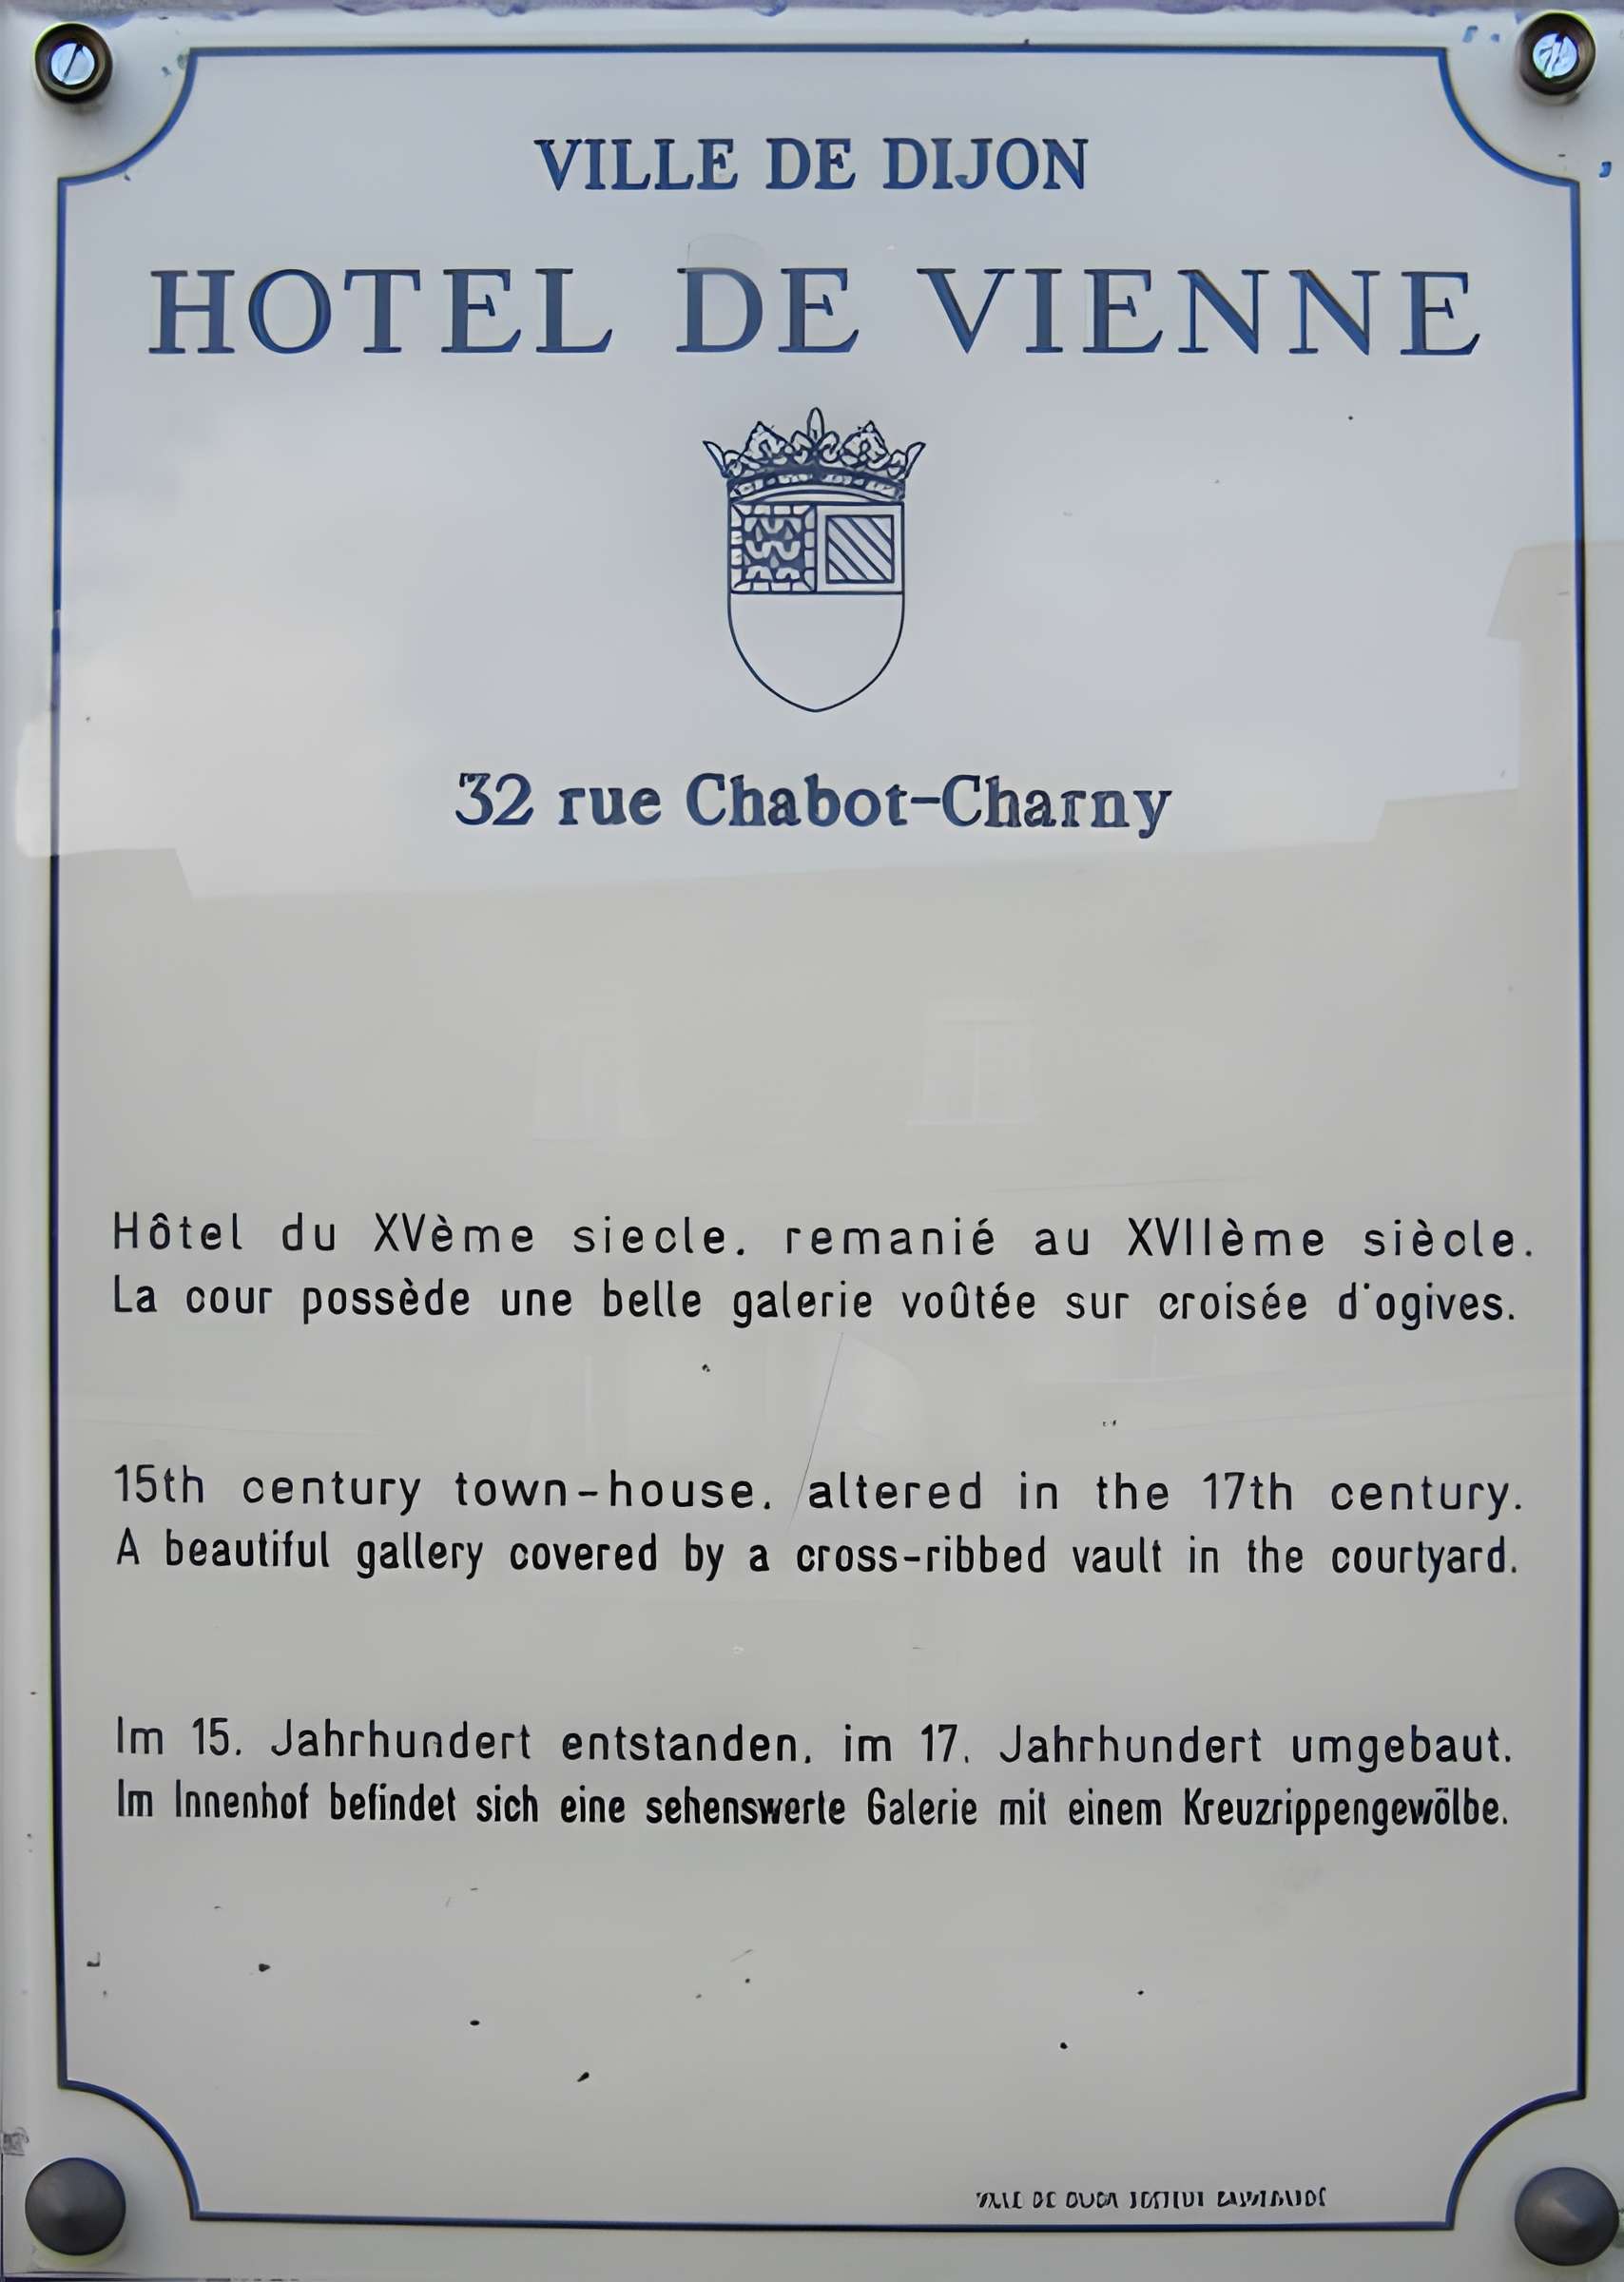 VILLE DE DIJON
HOTEL DE VIENNE
32 rue Chabot-Charny
Hôtel du XVème siecle. remanié au XVIIème siècle.
La cour possède une belle galerie voûtée sur croisée d'ogives.
15th century town-house. altered in the 17th century.
A beautiful gallery covered by a cross-ribbed vault in the courtyard.
Im 15. Jahrhundert entstanden. im 17. Jahrhundert umgebaut.
Im Innenhof befindet sich eine sehenswerte Galerie mit einem Kreuzrippengewölbe.